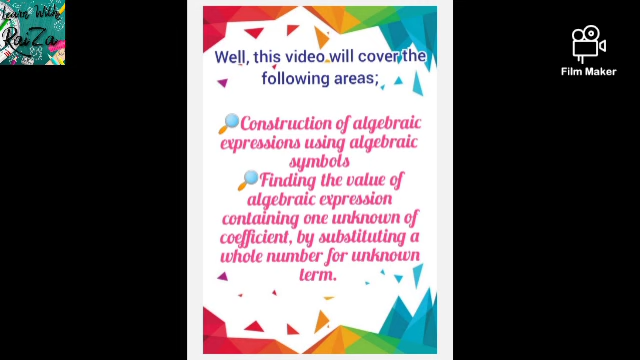 Learn With
RaiZa
Film Maker
Well, this video will cover the
following areas;
🔎Construction of algebraic
expressions using algebraic
symbols
🔎Finding the value of
algebraic expression
containing one unknown of
coefficient, by substituting a
whole number for unknown
term.